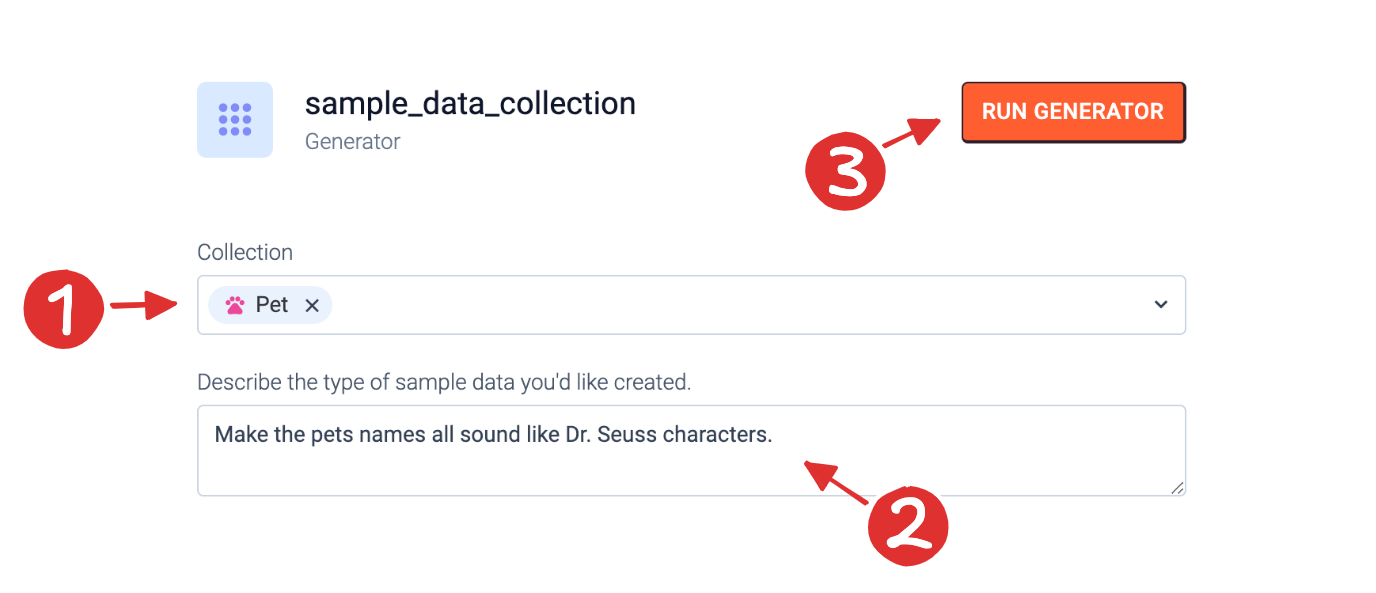 sample_data_collection
Generator
RUN GENERATOR
3
Collection
1
Pet
Describe the type of sample data you'd like created.
Make the pets names all sound like Dr. Seuss characters.
2